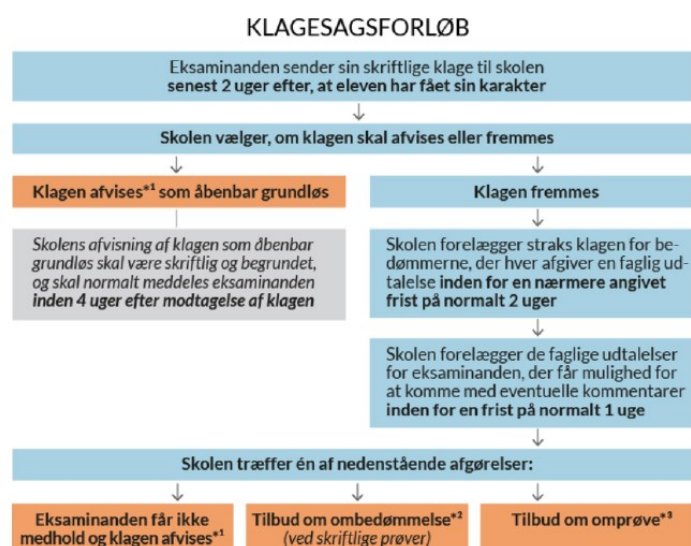 KLAGESAGSFORLØB
Eksaminanden sender sin skriftlige klage til skolen
senest 2 uger efter, at eleven har fået sin karakter
Skolen vælger, om klagen skal afvises eller fremmes
Klagen afvises*¹ som åbenbar grundløs
Klagen fremmes
Skolens afvisning af klagen som åbenbar
grundløs skal være skriftlig og begrundet,
og skal normalt meddeles eksaminanden
inden 4 uger efter modtagelse af klagen
Skolen forelægger straks klagen for be-
dømmerne, der hver afgiver en faglig ud-
talelse inden for en nærmere angivet
frist på normalt 2 uger
Skolen forelægger de faglige udtalelser
for eksaminanden, der får mulighed for
at komme med eventuelle kommentarer
inden for en frist på normalt 1 uge
Skolen træffer én af nedenstående afgørelser:
Eksaminanden får ikke
medhold og klagen afvises*¹
Tilbud om ombedømmelse*²
(ved skriftlige prøver)
Tilbud om omprøve*³